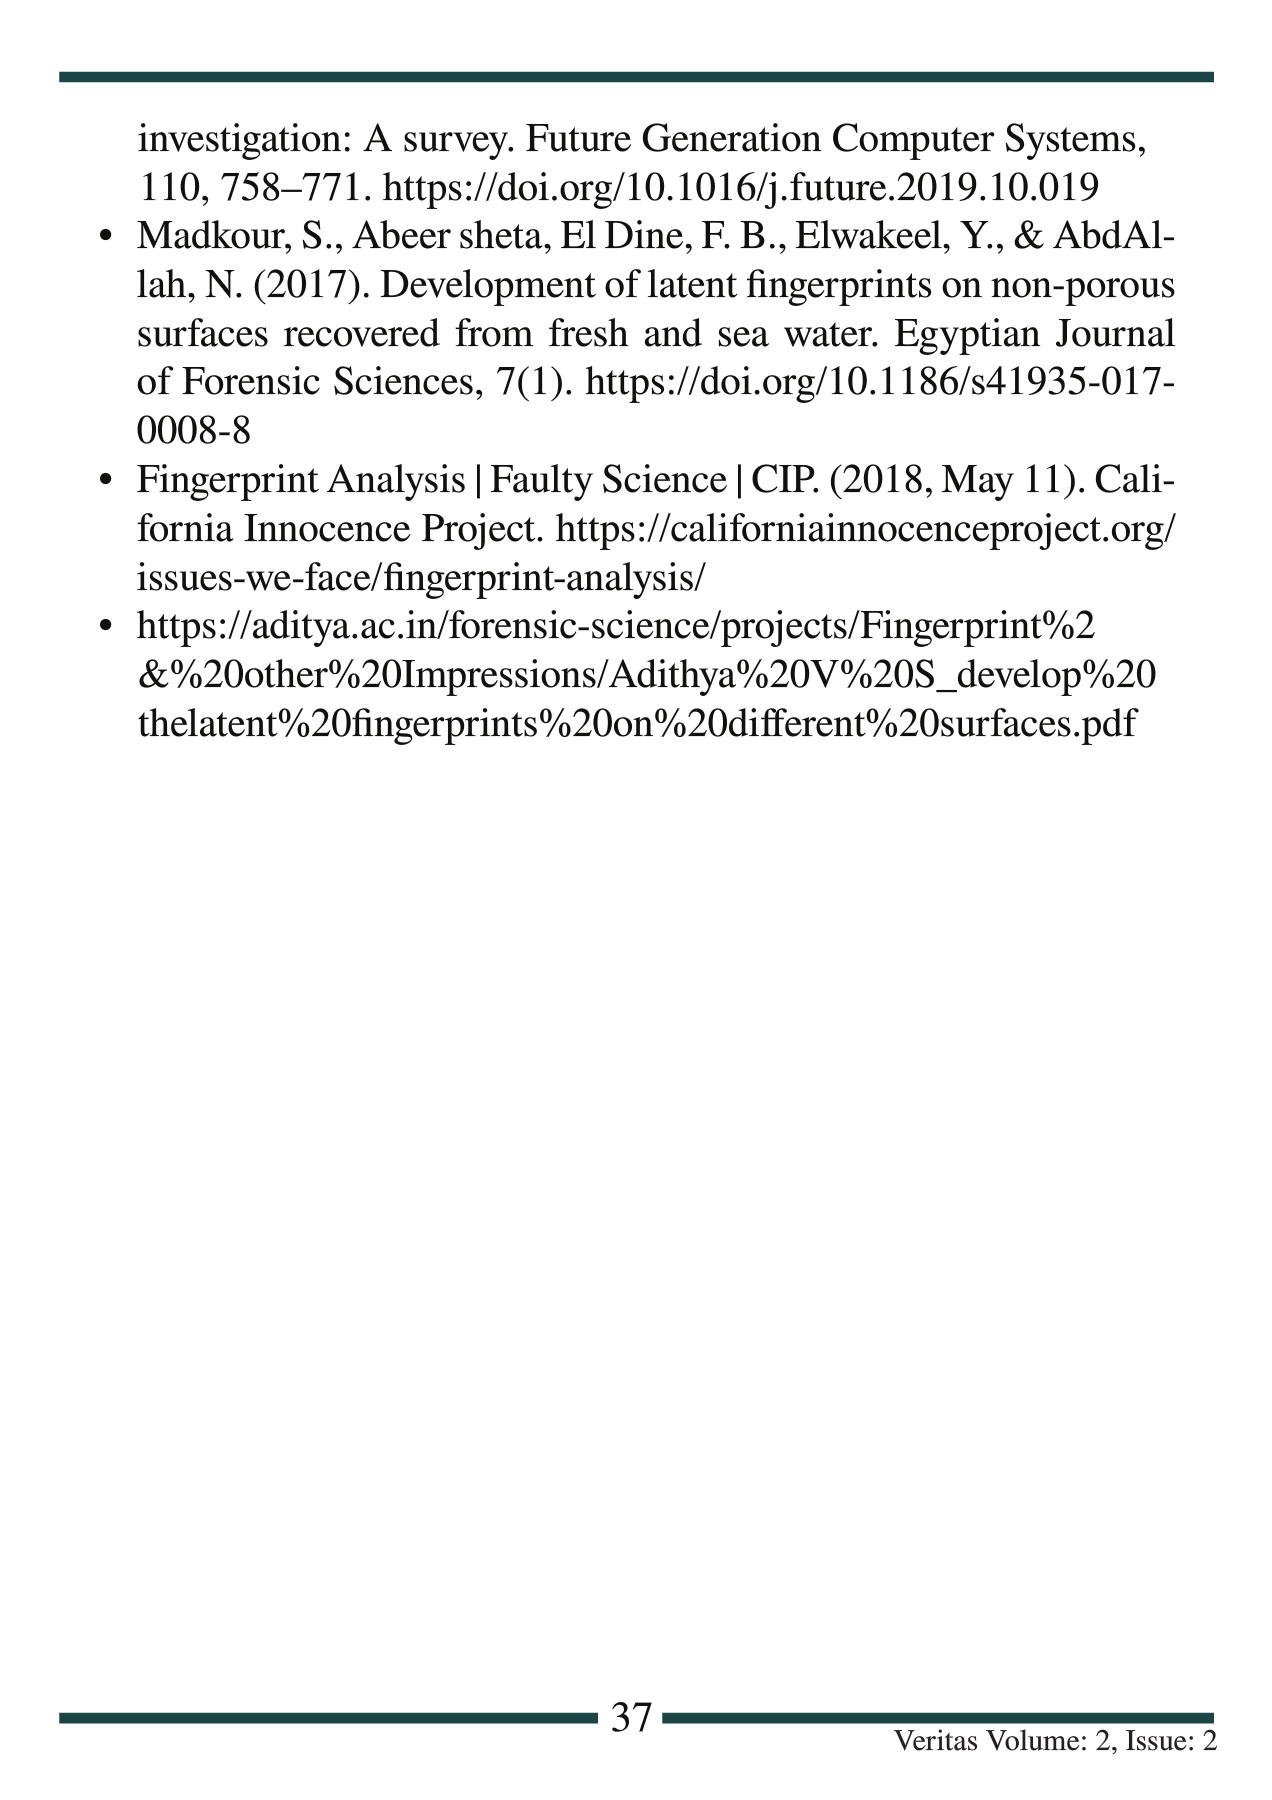 investigation: A survey. Future Generation Computer Systems,
110, 758–771. https://doi.org/10.1016/j.future.2019.10.019
• Madkour, S., Abeer sheta, El Dine, F. B., Elwakeel, Y., & AbdAl-
lah, N. (2017). Development of latent fingerprints on non-porous
surfaces recovered from fresh and sea water. Egyptian Journal
of Forensic Sciences, 7(1). https://doi.org/10.1186/s41935-017-
0008-8
• Fingerprint Analysis | Faulty Science | CIP. (2018, May 11). Cali-
fornia Innocence Project. https://californiainnocenceproject.org/
issues-we-face/fingerprint-analysis/
• https://aditya.ac.in/forensic-science/projects/Fingerprint%2
&%20other%20Impressions/Adithya%20V%20S_develop%20
thelatent%20fingerprints%20on%20different%20surfaces.pdf
37
Veritas Volume: 2, Issue: 2